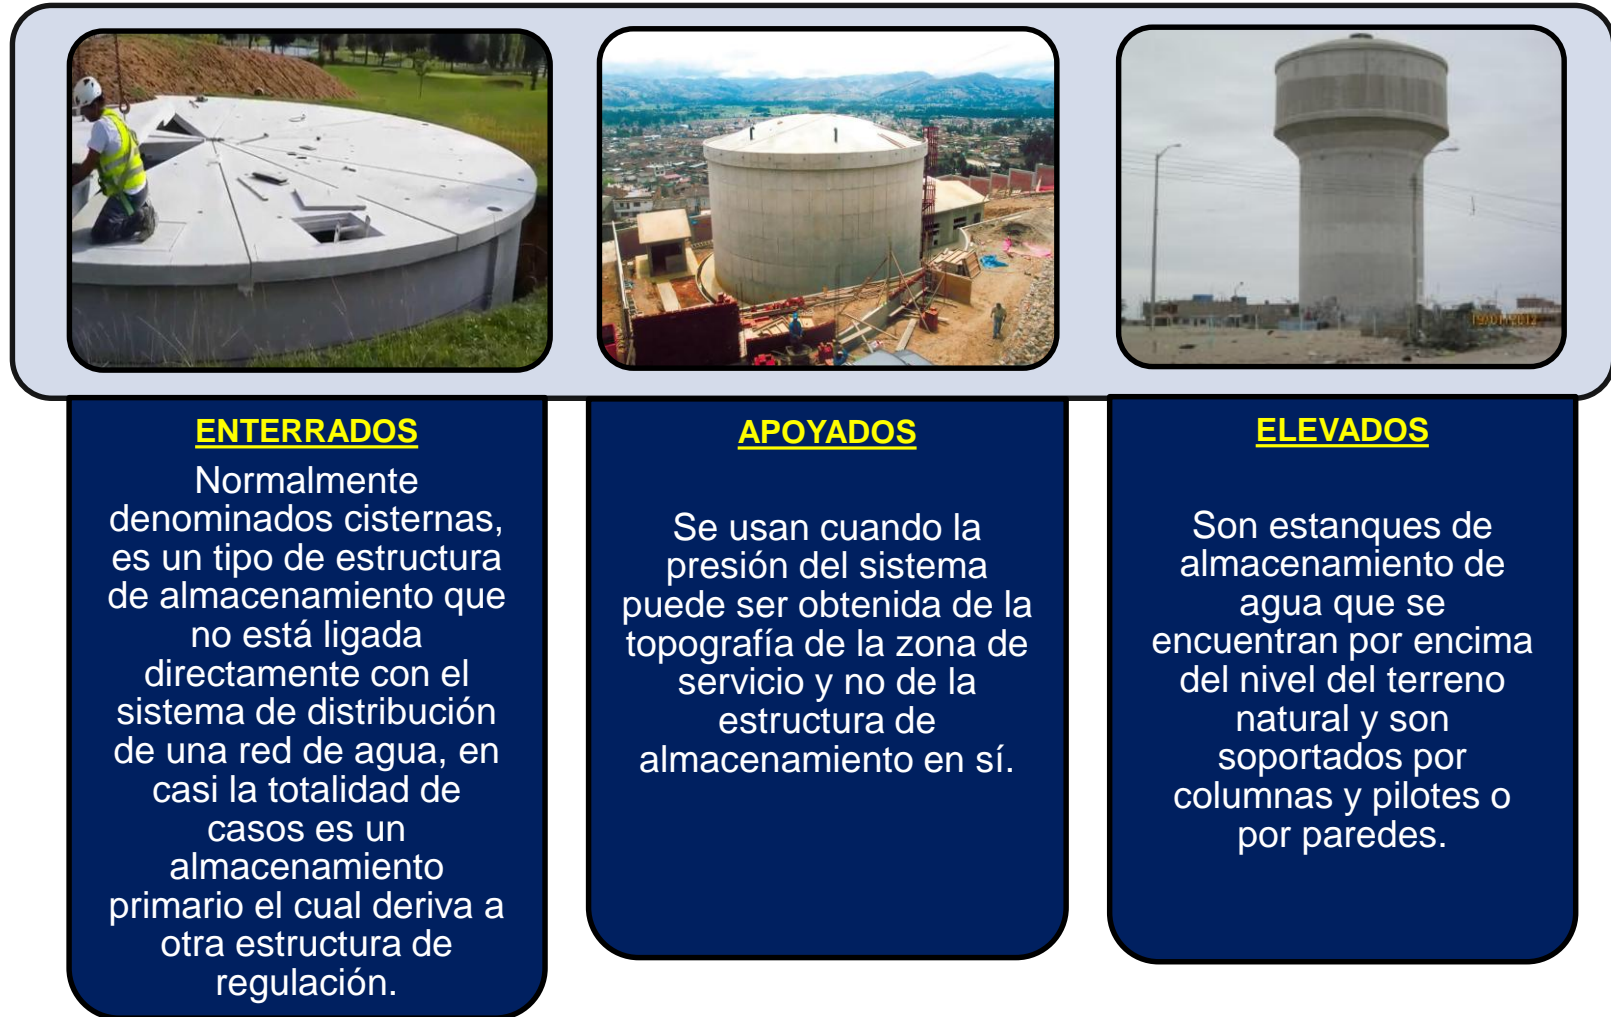 ENTERRADOS
Normalmente
denominados cisternas,
es un tipo de estructura
de almacenamiento que
no está ligada
directamente con el
sistema de distribución
de una red de agua, en
casi la totalidad de
casos es un
almacenamiento
primario el cual deriva a
otra estructura de
regulación.
APOYADOS
Se usan cuando la
presión del sistema
puede ser obtenida de la
topografía de la zona de
servicio y no de la
estructura de
almacenamiento en sí.
ELEVADOS
Son estanques de
almacenamiento de
agua que se
encuentran por encima
del nivel del terreno
natural y son
soportados por
columnas y pilotes o
por paredes.